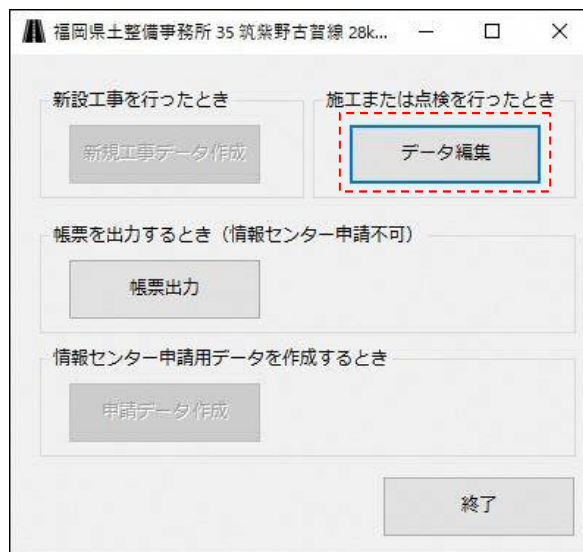 福岡県土整備事務所 35 筑紫野古賀線 28k...
新設工事を行ったとき
新規工事データ作成
施工または点検を行ったとき
データ編集
帳票を出力するとき（情報センター申請不可）
帳票出力
情報センター申請用データを作成するとき
申請データ作成
終了